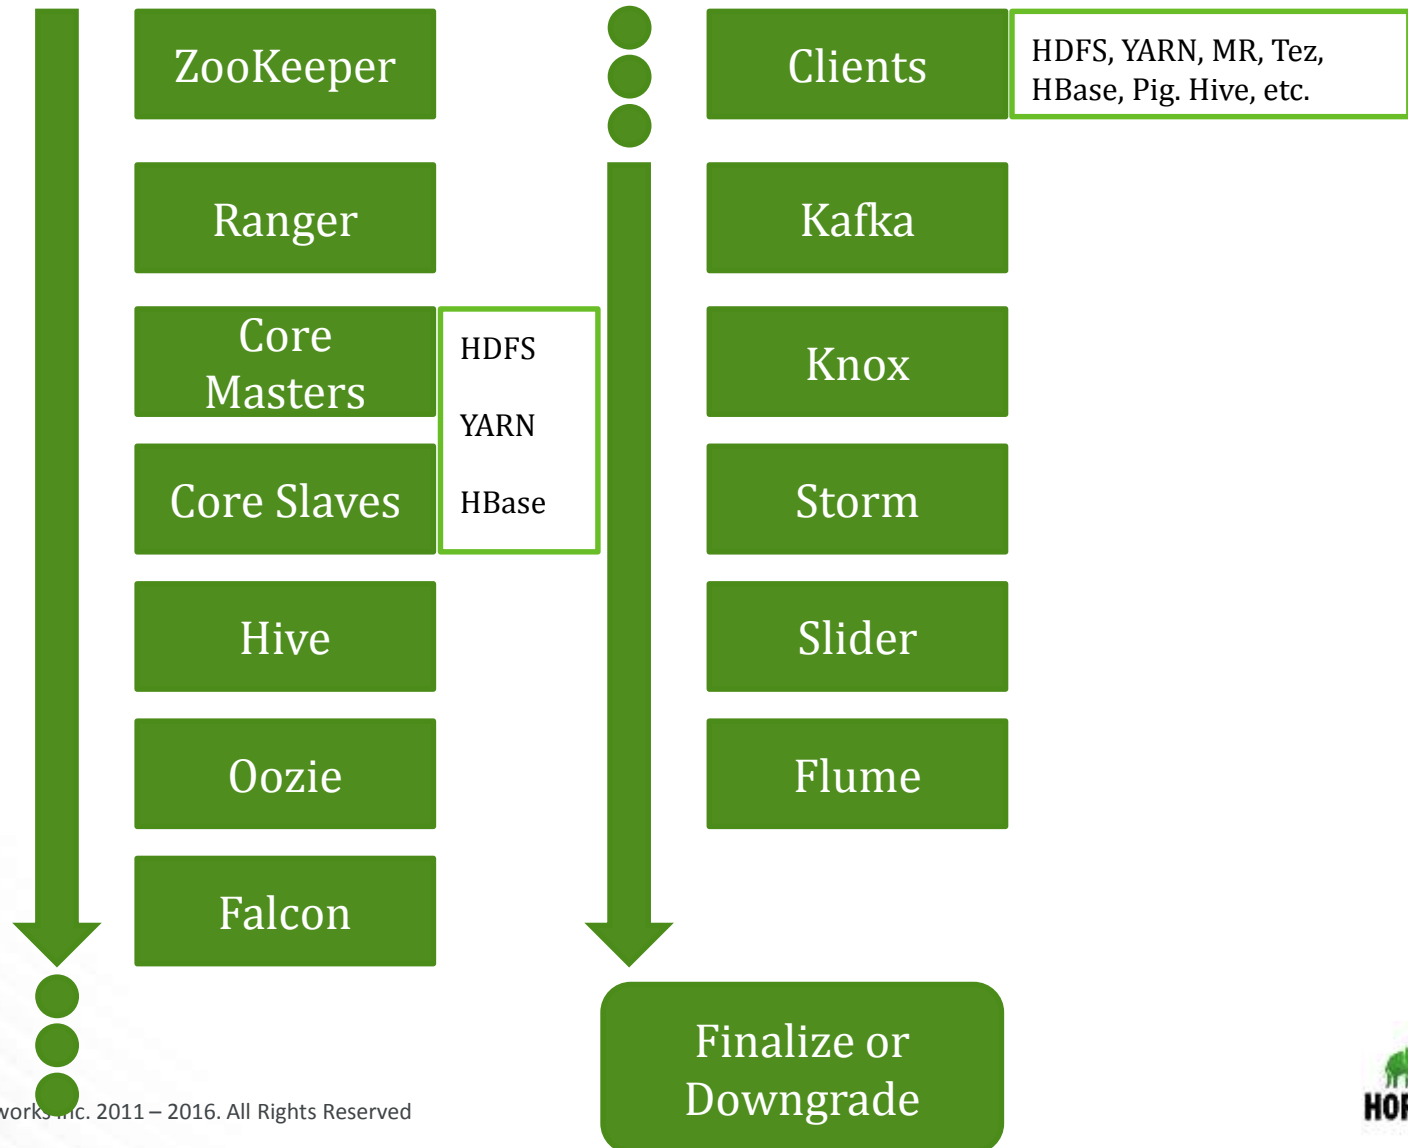 ZooKeeper
Ranger
Core
Masters
Core Slaves
HDFS
YARN
HBase
Hive
Oozie
Falcon
Clients
HDFS, YARN, MR, Tez,
HBase, Pig. Hive, etc.
Kafka
Knox
Storm
Slider
Flume
Finalize or
Downgrade
2011 – 2016. All Rights Reserved